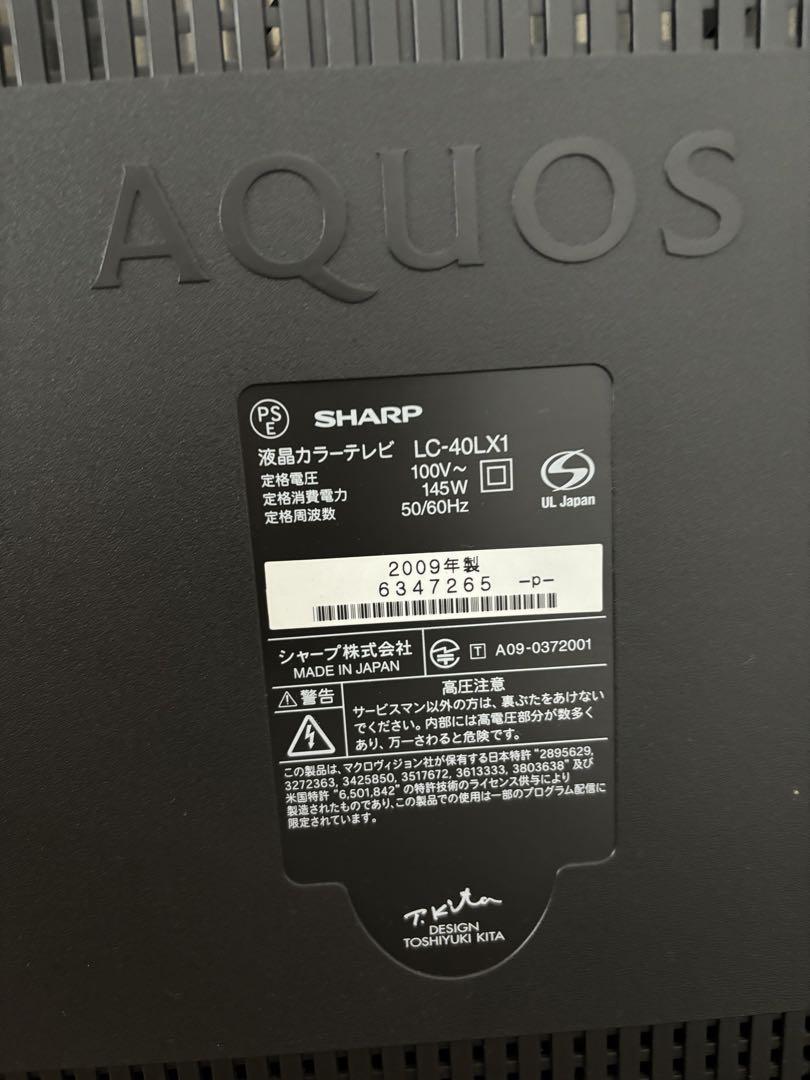 AQUOS
PS
E
SHARP
液晶カラーテレビ LC-40LX1
定格電圧 100V～
定格消費電力 145W
定格周波数 50/60Hz
UL Japan
2009年製
6347265 -p-
シャープ株式会社
MADE IN JAPAN
T A09-0372001
警告
高圧注意
サービスマン以外の方は、裏ぶたをあけない
でください。内部には高電圧部分が数多く
あり、万一さわると危険です。
この製品は、マクロヴィジョン社が保有する日本特許 "2895629,
3272363, 3425850, 3517672, 3613333, 3803638" 及び
米国特許 "6,501,842" の特許技術のライセンス供与により
製造されたものであり、この製品での使用は一部のプログラム配信に
限定されています。
T. Kita
DESIGN
TOSHIYUKI KITA